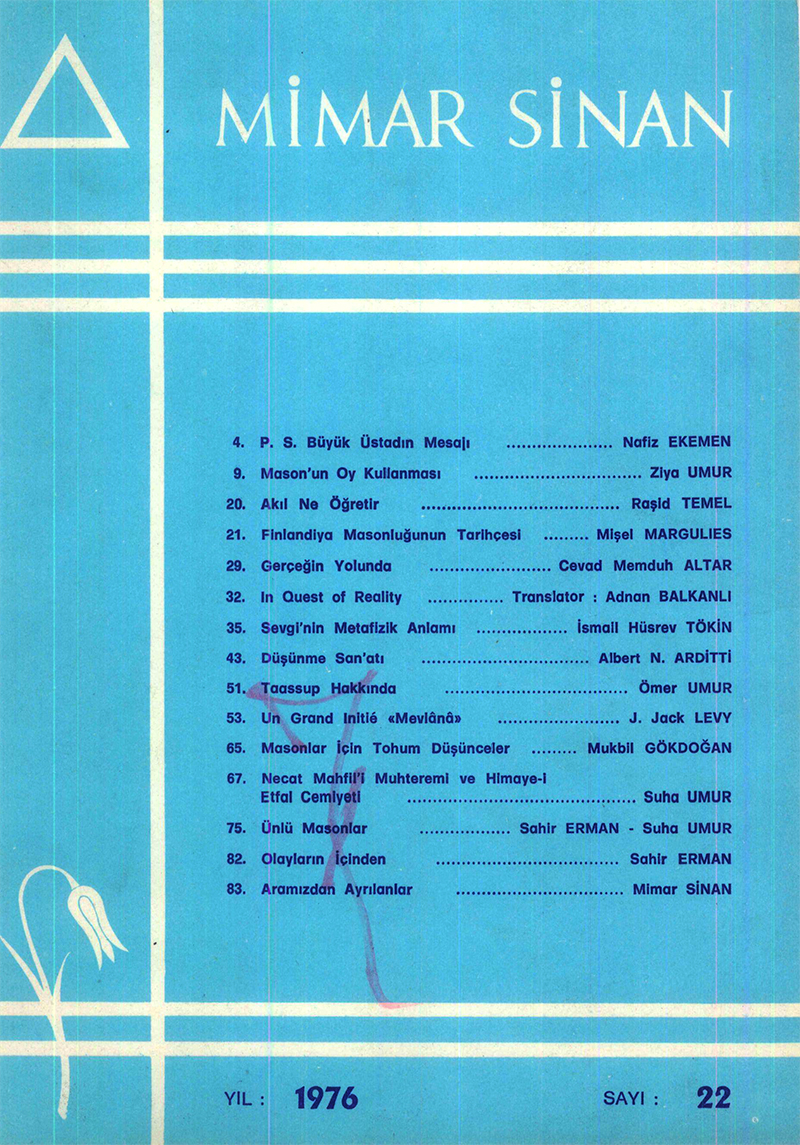 MİMAR SİNAN
4. P. S. Büyük Üstadın Mesajı ..................... Nafiz EKEMEN
9. Mason'un Oy Kullanması ................................. Ziya UMUR
20. Akıl Ne Öğretir ....................................... Raşid TEMEL
21. Finlandiya Masonluğunun Tarihçesi ......... Mişel MARGULIES
29. Gerçeğin Yolunda ........................ Cevad Memduh ALTAR
32. In Quest of Reality ............... Translator : Adnan BALKANLI
35. Sevgi'nin Metafizik Anlamı .................. İsmail Hüsrev TÖKİN
43. Düşünme San'atı ................................. Albert N. ARDİTTİ
51. Taassup Hakkında .................................... Ömer UMUR
53. Un Grand Initié «Mevlânâ» ........................ J. Jack LEVY
65. Masonlar İçin Tohum Düşünceler ......... Mukbil GÖKDOĞAN
67. Necat Mahfil'i Muhteremi ve Himaye-i
Etfal Cemiyeti ............................................. Suha UMUR
75. Ünlü Masonlar .................. Sahir ERMAN - Suha UMUR
82. Olayların İçinden .................................... Sahir ERMAN
83. Aramızdan Ayrılanlar ................................. Mimar SİNAN
YIL : 1976 SAYI : 22